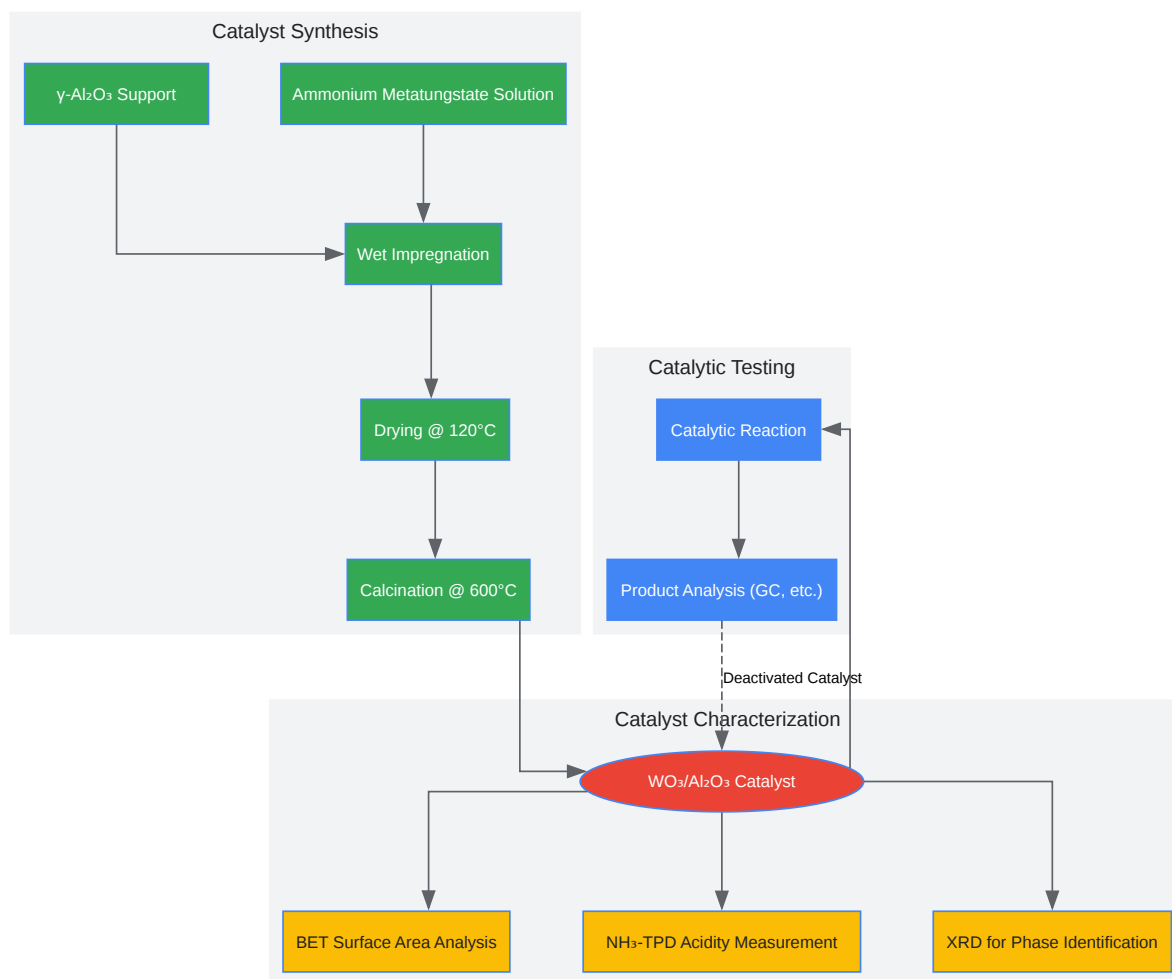 Catalyst Synthesis
γ-Al₂O₃ Support
Ammonium Metatungstate Solution
Wet Impregnation
Drying @ 120°C
Calcination @ 600°C
Catalytic Testing
Catalytic Reaction
Product Analysis (GC, etc.)
Deactivated Catalyst
Catalyst Characterization
WO₃/Al₂O₃ Catalyst
BET Surface Area Analysis
NH₃-TPD Acidity Measurement
XRD for Phase Identification